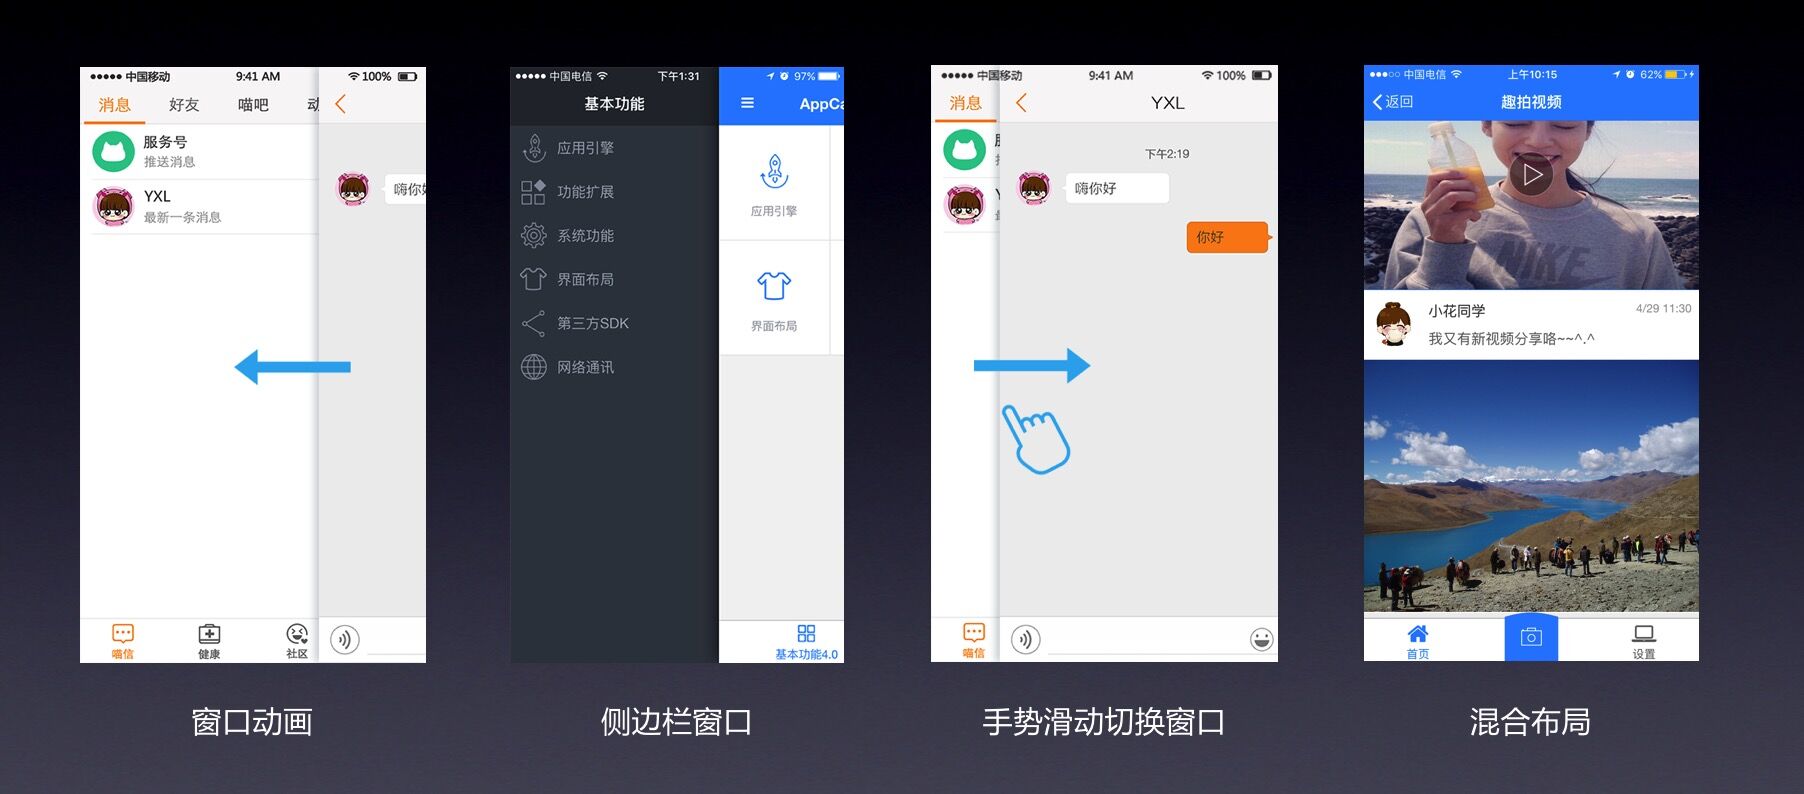 中国移动 9:41 AM 100%
消息 好友 喵吧 动
服务号
推送消息
YXL
最新一条消息
嗨你好
喵信 健康 社区
中国电信 下午1:31 97%
基本功能 AppCa
应用引擎
功能扩展
系统功能
界面布局
第三方SDK
网络通讯
应用引擎
界面布局
基本功能4.0
中国移动 9:41 AM 100%
消息 YXL
下午2:19
嗨你好
你好
喵信
中国电信 上午10:15 62%
返回 趣拍视频
NIKE
小花同学 4/29 11:30
我又有新视频分享咯~~^.^
首页 设置
窗口动画 侧边栏窗口 手势滑动切换窗口 混合布局